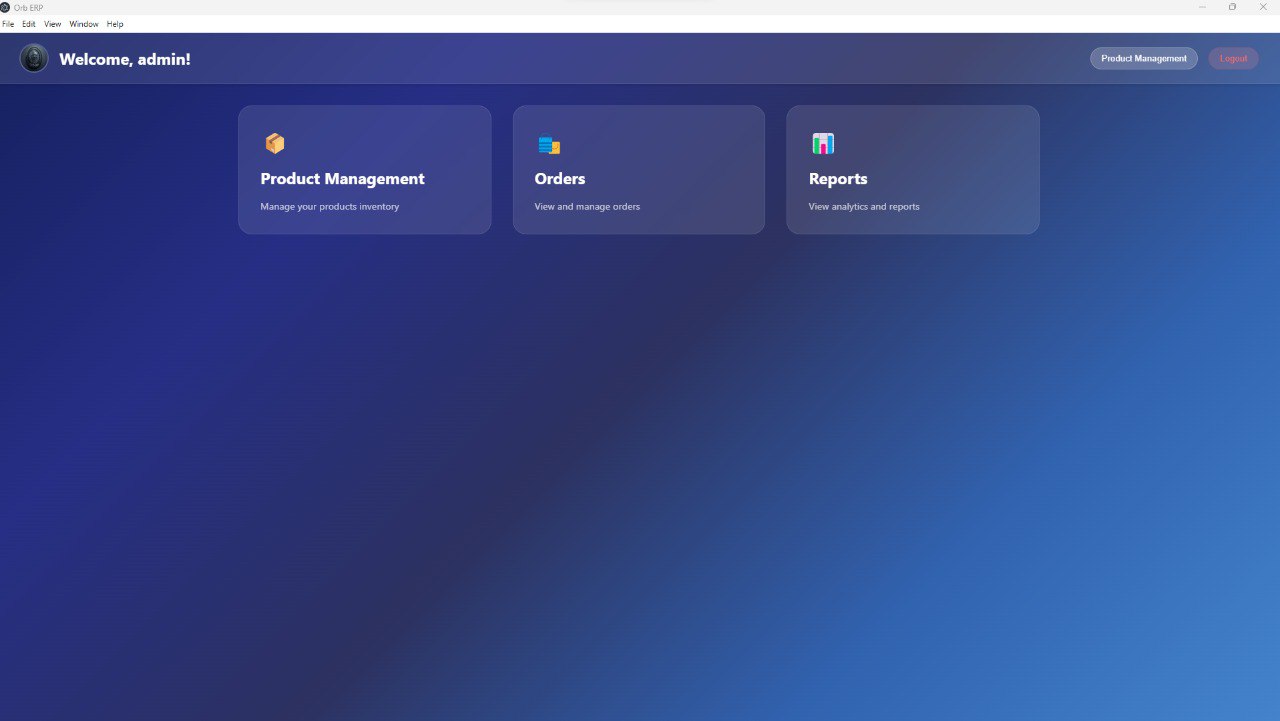 Orb ERP
File Edit View Window Help
Welcome, admin!
Product Management
Logout
Product Management
Manage your products inventory
Orders
View and manage orders
Reports
View analytics and reports